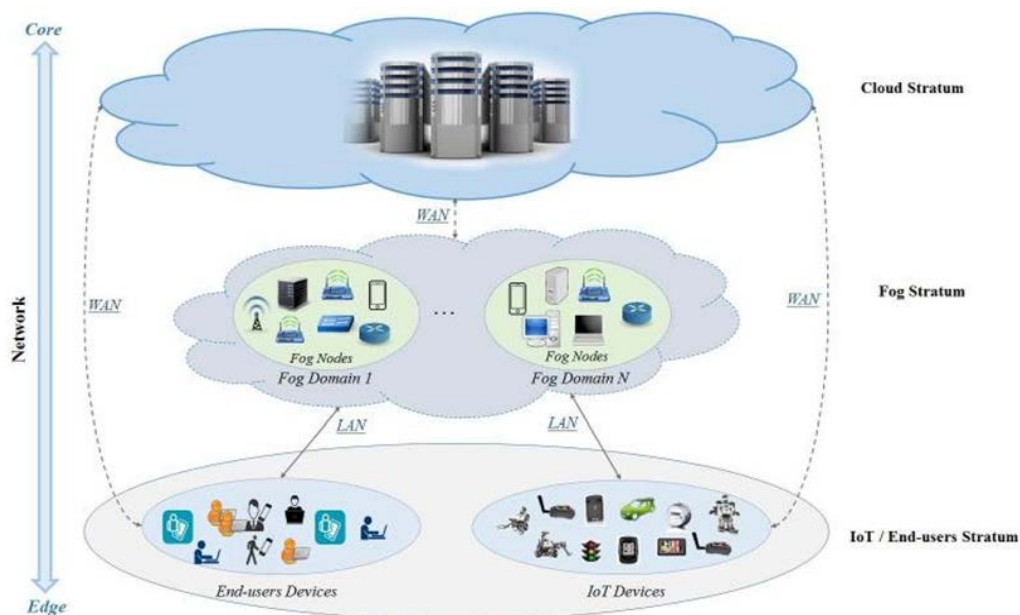 Core
Cloud Stratum
WAN
WAN
Fog Stratum
WAN
Network
...
Fog Nodes
Fog Domain 1
Fog Nodes
Fog Domain N
LAN
LAN
IoT / End-users Stratum
End-users Devices
IoT Devices
Edge